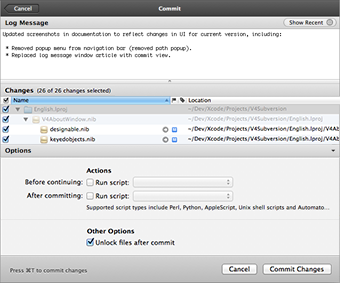 Cancel
Commit
Log Message
Show Recent
Updated screenshots in documentation to reflect changes in UI for current version, including:
* Removed popup menu from navigation bar (removed path popup).
* Replaced log message window article with commit view.
Changes (26 of 26 changes selected)
Name Location
English.lproj ~/Dev/Xcode/Projects/V4Subversion
V4AboutWindow.nib ~/Dev/Xcode/Projects/V4Subversion/English.lproj
designable.nib ~/Dev/Xcode/Projects/V4Subversion/English.lproj/V4Ab
keyedobjects.nib ~/Dev/Xcode/Projects/V4Subversion/English.lproj/V4Ab
Options
Actions
Before continuing: Run script:
After committing: Run script:
Supported script types include Perl, Python, AppleScript, Unix shell scripts and Automato...
Other Options
Unlock files after commit
Press ⌘T to commit changes
Cancel
Commit Changes